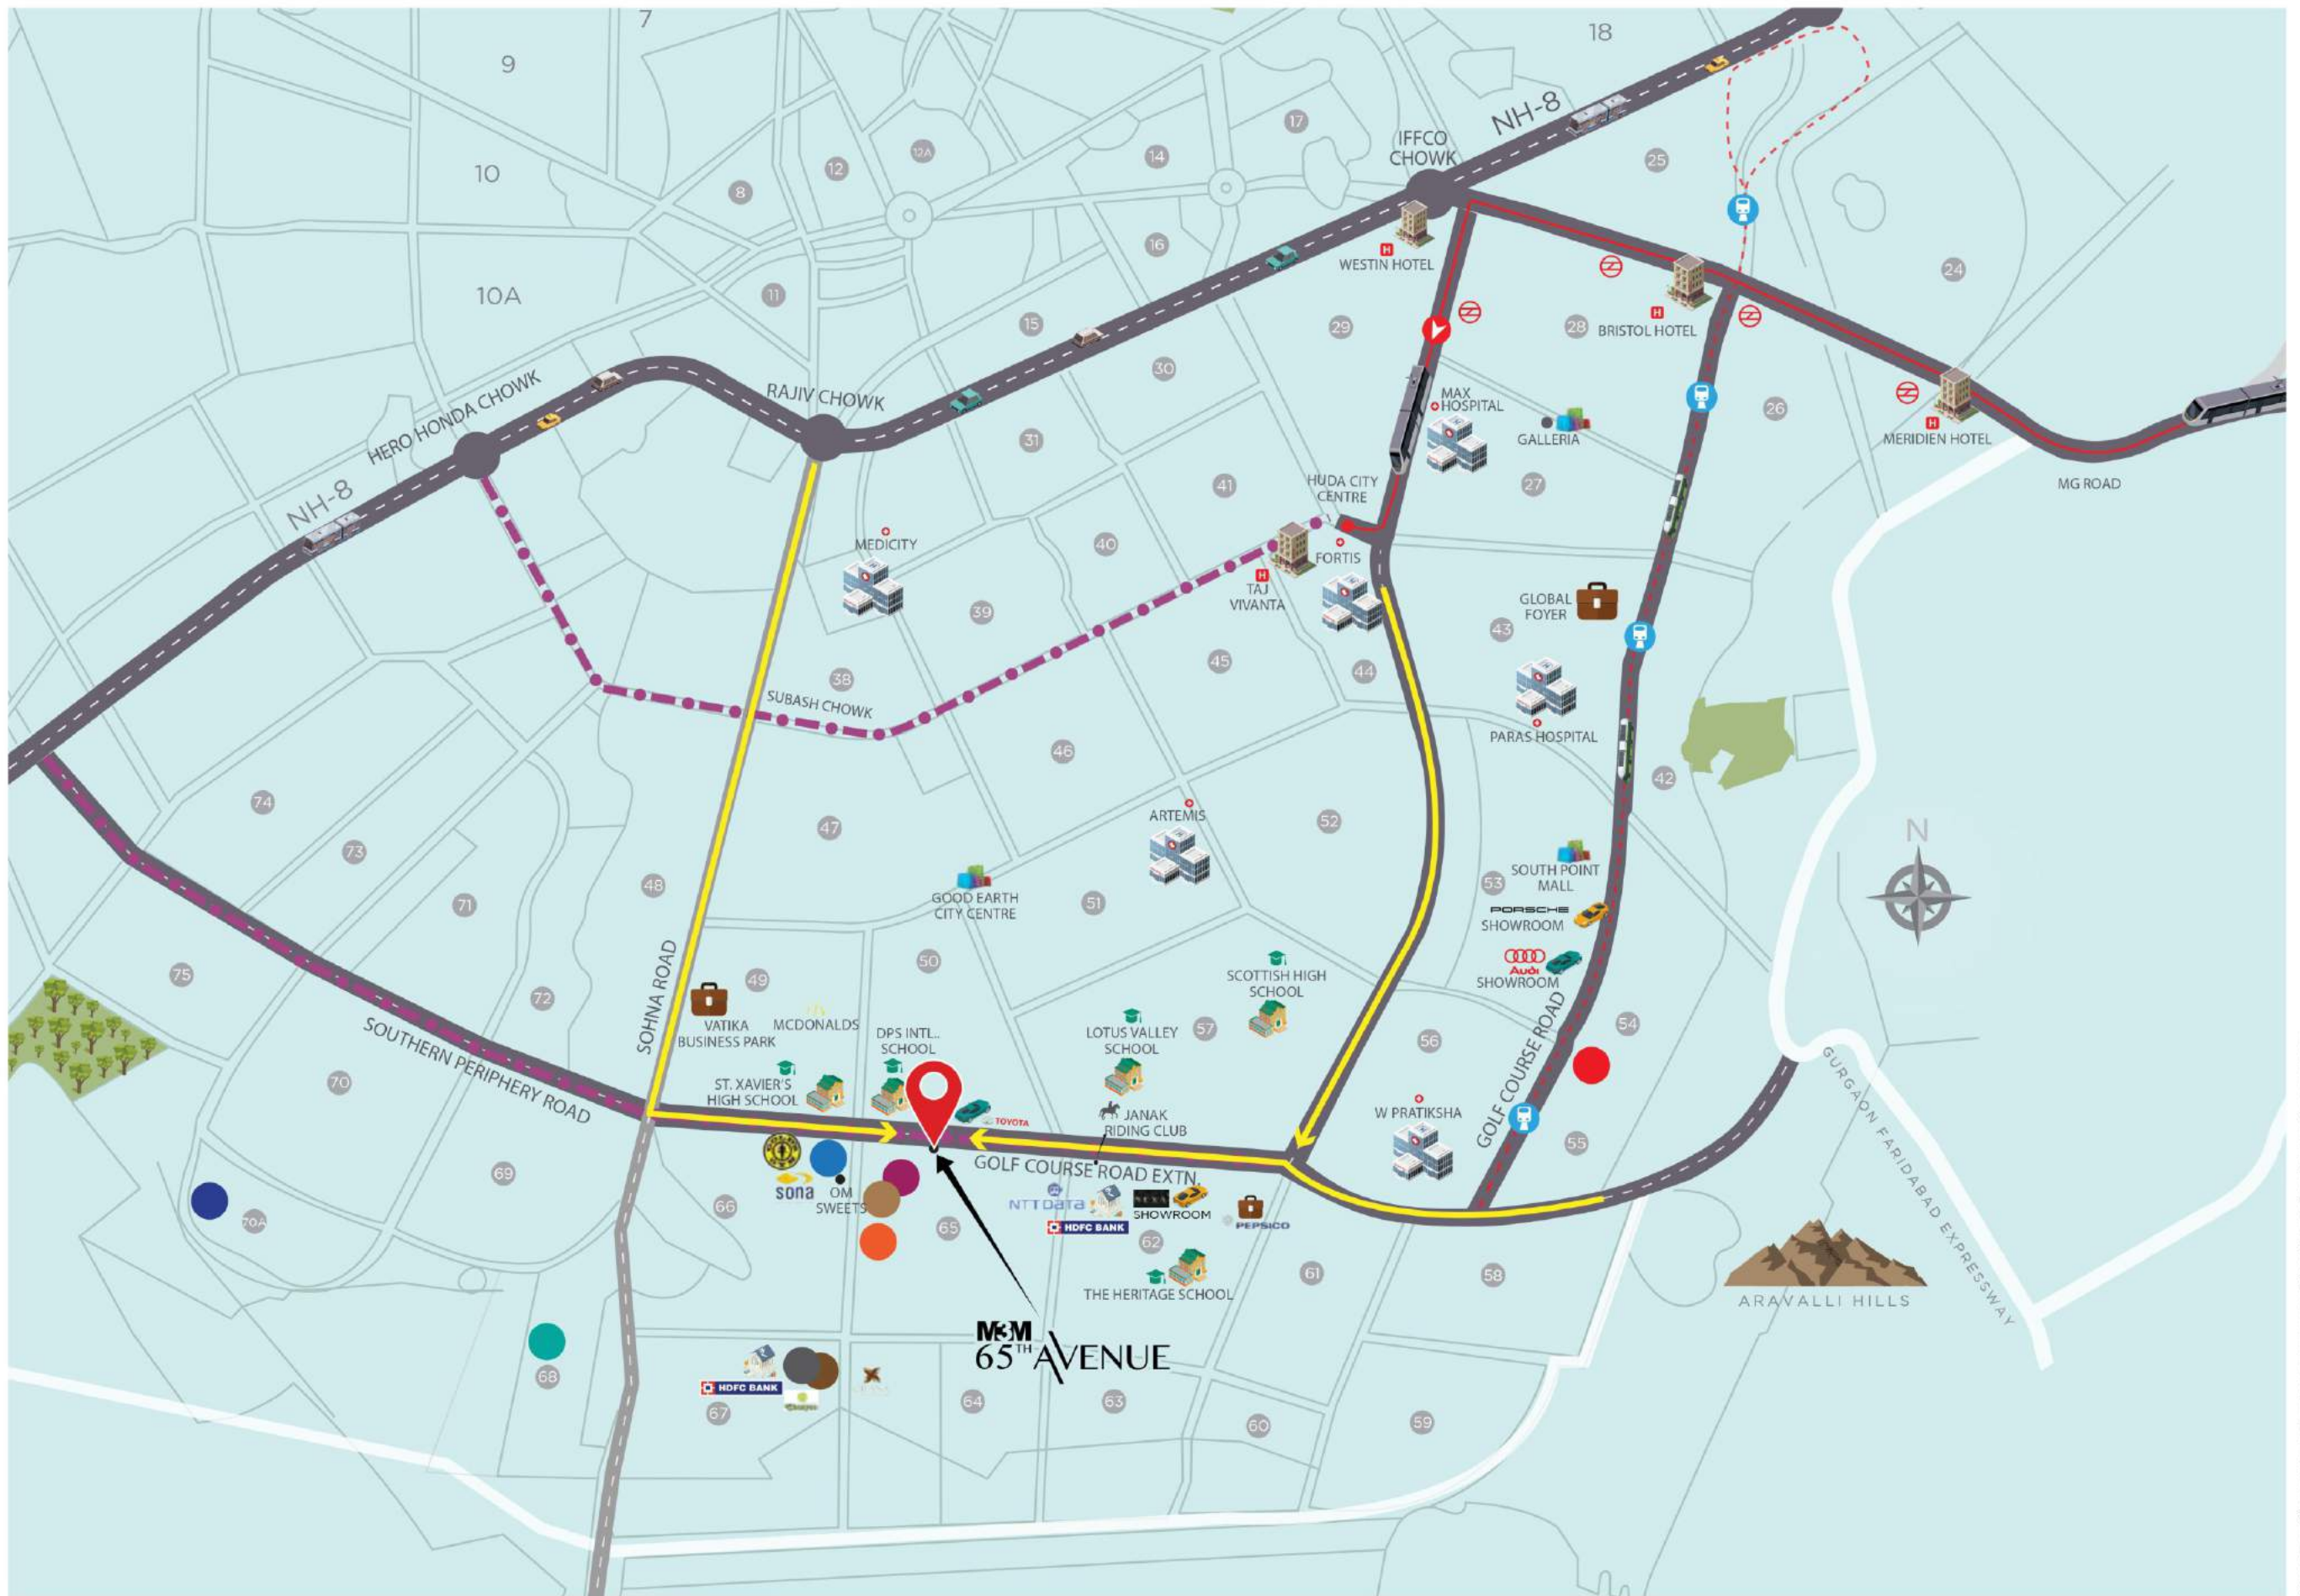 7
18
9
NH-8
17
IFFCO
CHOWK
12A
14
25
12
10
8
16
WESTIN HOTEL
24
10A
11
15
29
28
BRISTOL HOTEL
30
HERO HONDA CHOWK
RAJIV CHOWK
MAX
HOSPITAL
26
GALLERIA
MERIDIEN HOTEL
31
MG ROAD
HUDA CITY
CENTRE
41
27
NH-8
MEDICITY
40
FORTIS
TAJ
VIVANTA
GLOBAL
FOYER
39
43
45
44
38
SUBASH CHOWK
PARAS HOSPITAL
46
42
74
47
ARTEMIS
52
N
73
SOUTH POINT
MALL
53
48
GOOD EARTH
CITY CENTRE
51
71
PORSCHE
SHOWROOM
50
Audi
SHOWROOM
75
49
SCOTTISH HIGH
SCHOOL
72
SOHNA ROAD
VATIKA
BUSINESS PARK
MCDONALDS
DPS INTL..
SCHOOL
LOTUS VALLEY
SCHOOL
57
56
54
GOLF COURSE ROAD
SOUTHERN PERIPHERY ROAD
70
ST. XAVIER'S
HIGH SCHOOL
TOYOTA
JANAK
RIDING CLUB
W PRATIKSHA
55
GURGAON FARIDABAD EXPRESSWAY
GOLF COURSE ROAD EXTN.
69
sona
OM
SWEETS
66
65
NTT DATA
HDFC BANK
SHOWROOM
PEPSICO
70A
62
61
58
THE HERITAGE SCHOOL
ARAVALLI HILLS
M3M
65TH AVENUE
68
HDFC BANK
67
64
63
60
59